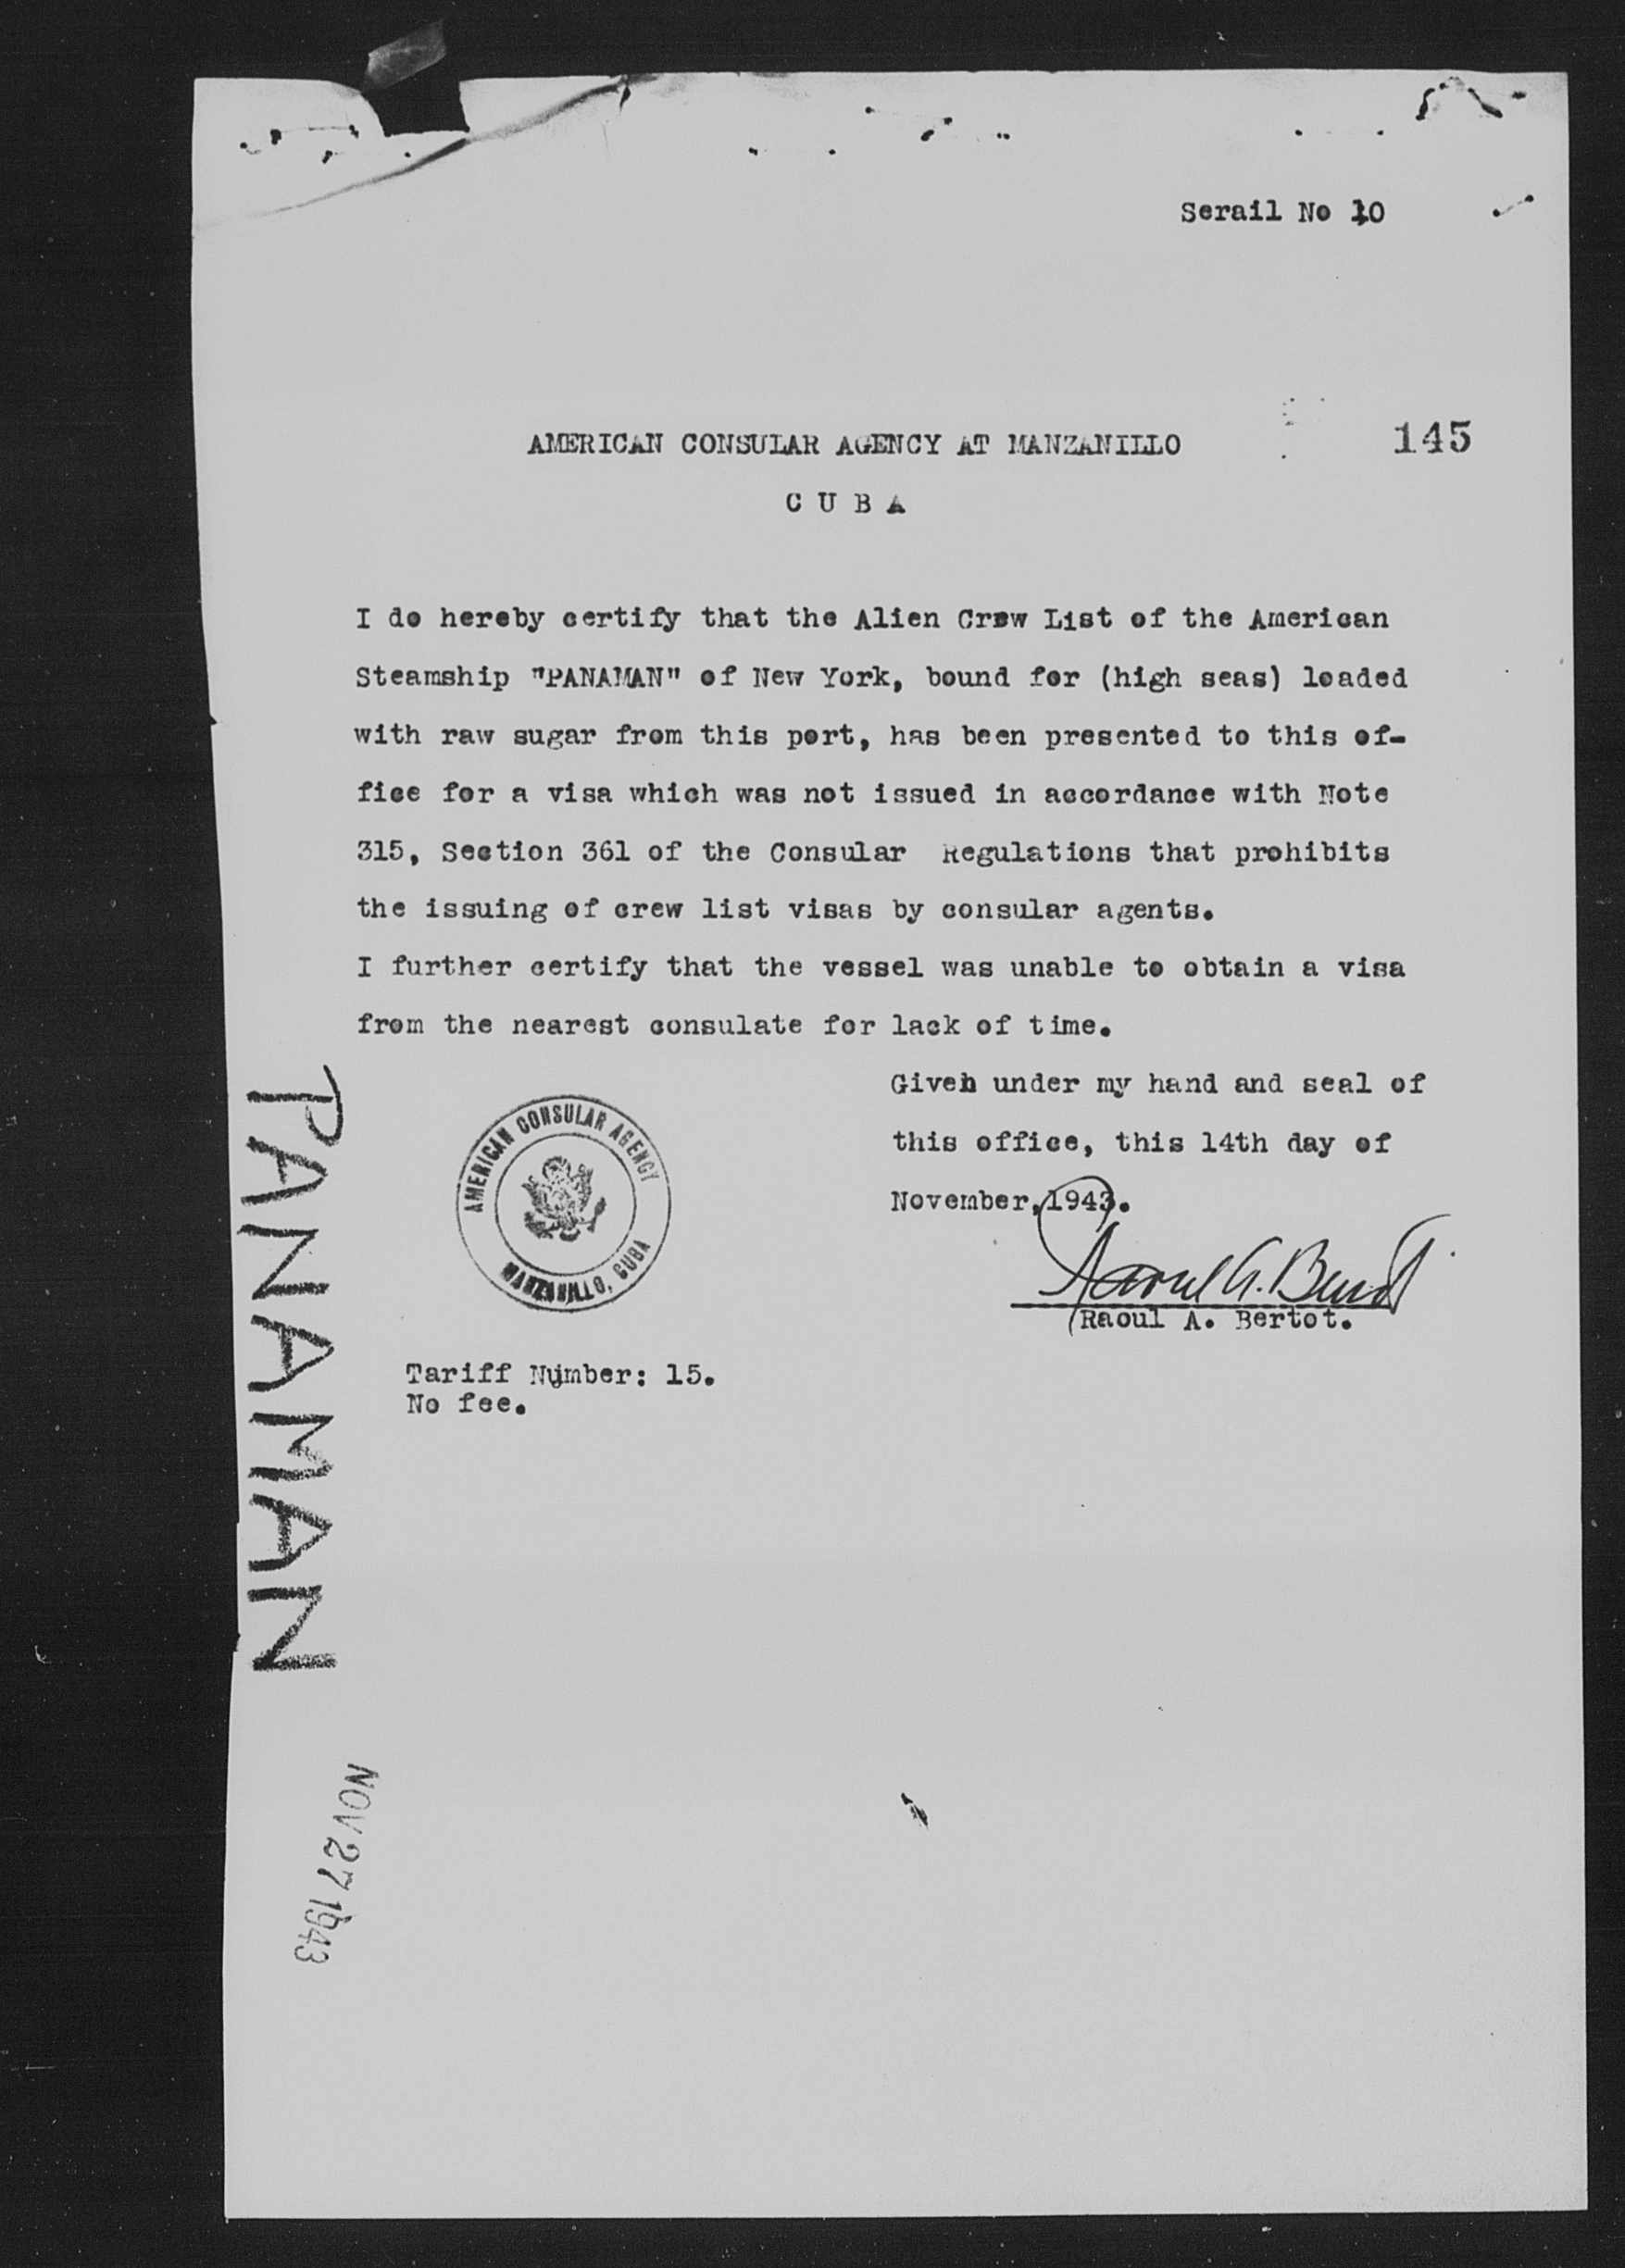 Serail No 10
145
AMERICAN CONSULAR AGENCY AT MANZANILLO
C U B A
I do hereby certify that the Alien Crew List of the American
Steamship "PANAMAN" of New York, bound for (high seas) loaded
with raw sugar from this port, has been presented to this of-
fice for a visa which was not issued in accordance with Note
315, Section 361 of the Consular Regulations that prohibits
the issuing of crew list visas by consular agents.
I further certify that the vessel was unable to obtain a visa
from the nearest consulate for lack of time.
Given under my hand and seal of
this office, this 14th day of
November, 1943.
AMERICAN CONSULAR AGENCY
MANZANILLO, CUBA
Raoul A. Bertot
Raoul A. Bertot.
Tariff Number: 15.
No fee.
PANAMAN
NOV 27 1943